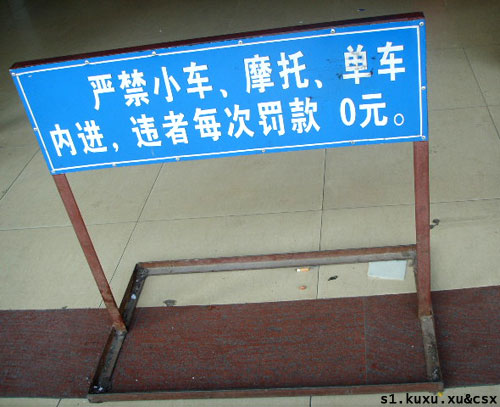 严禁小车、摩托、单车
内进，违者每次罚款 0元。
s1.kuxu.xu&csx